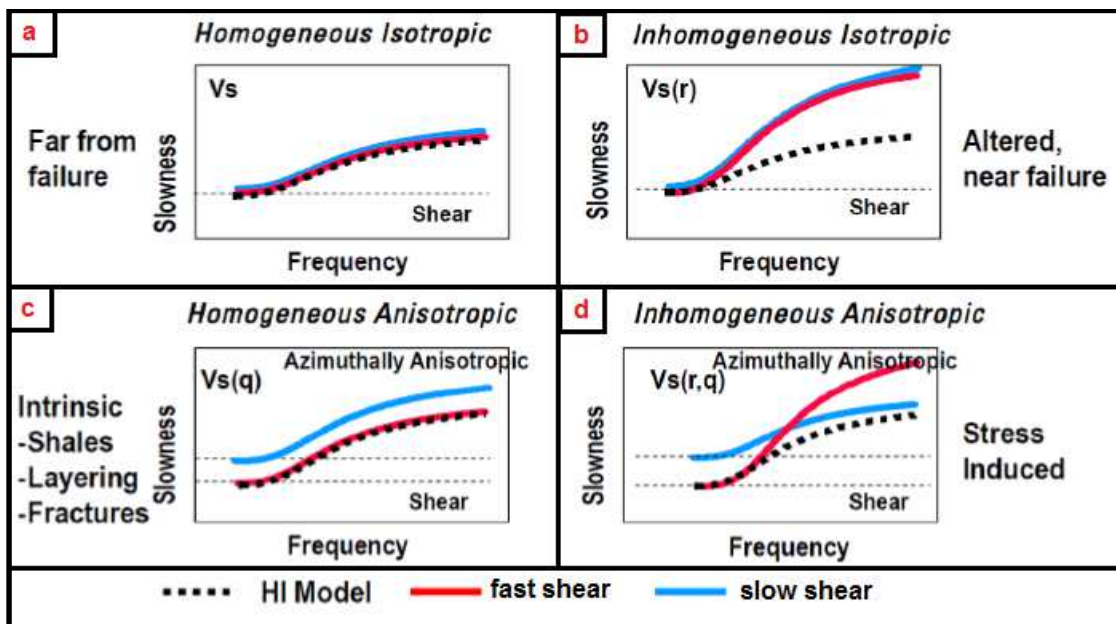 a
Homogeneous Isotropic
Vs
Far from
failure
Slowness
Shear
Frequency
b
Inhomogeneous Isotropic
Vs(r)
Altered,
near failure
Slowness
Shear
Frequency
c
Homogeneous Anisotropic
Azimuthally Anisotropic
Vs(q)
Intrinsic
-Shales
-Layering
-Fractures
Slowness
Shear
Frequency
d
Inhomogeneous Anisotropic
Azimuthally Anisotropic
Vs(r,q)
Stress
Induced
Slowness
Shear
Frequency
HI Model
fast shear
slow shear